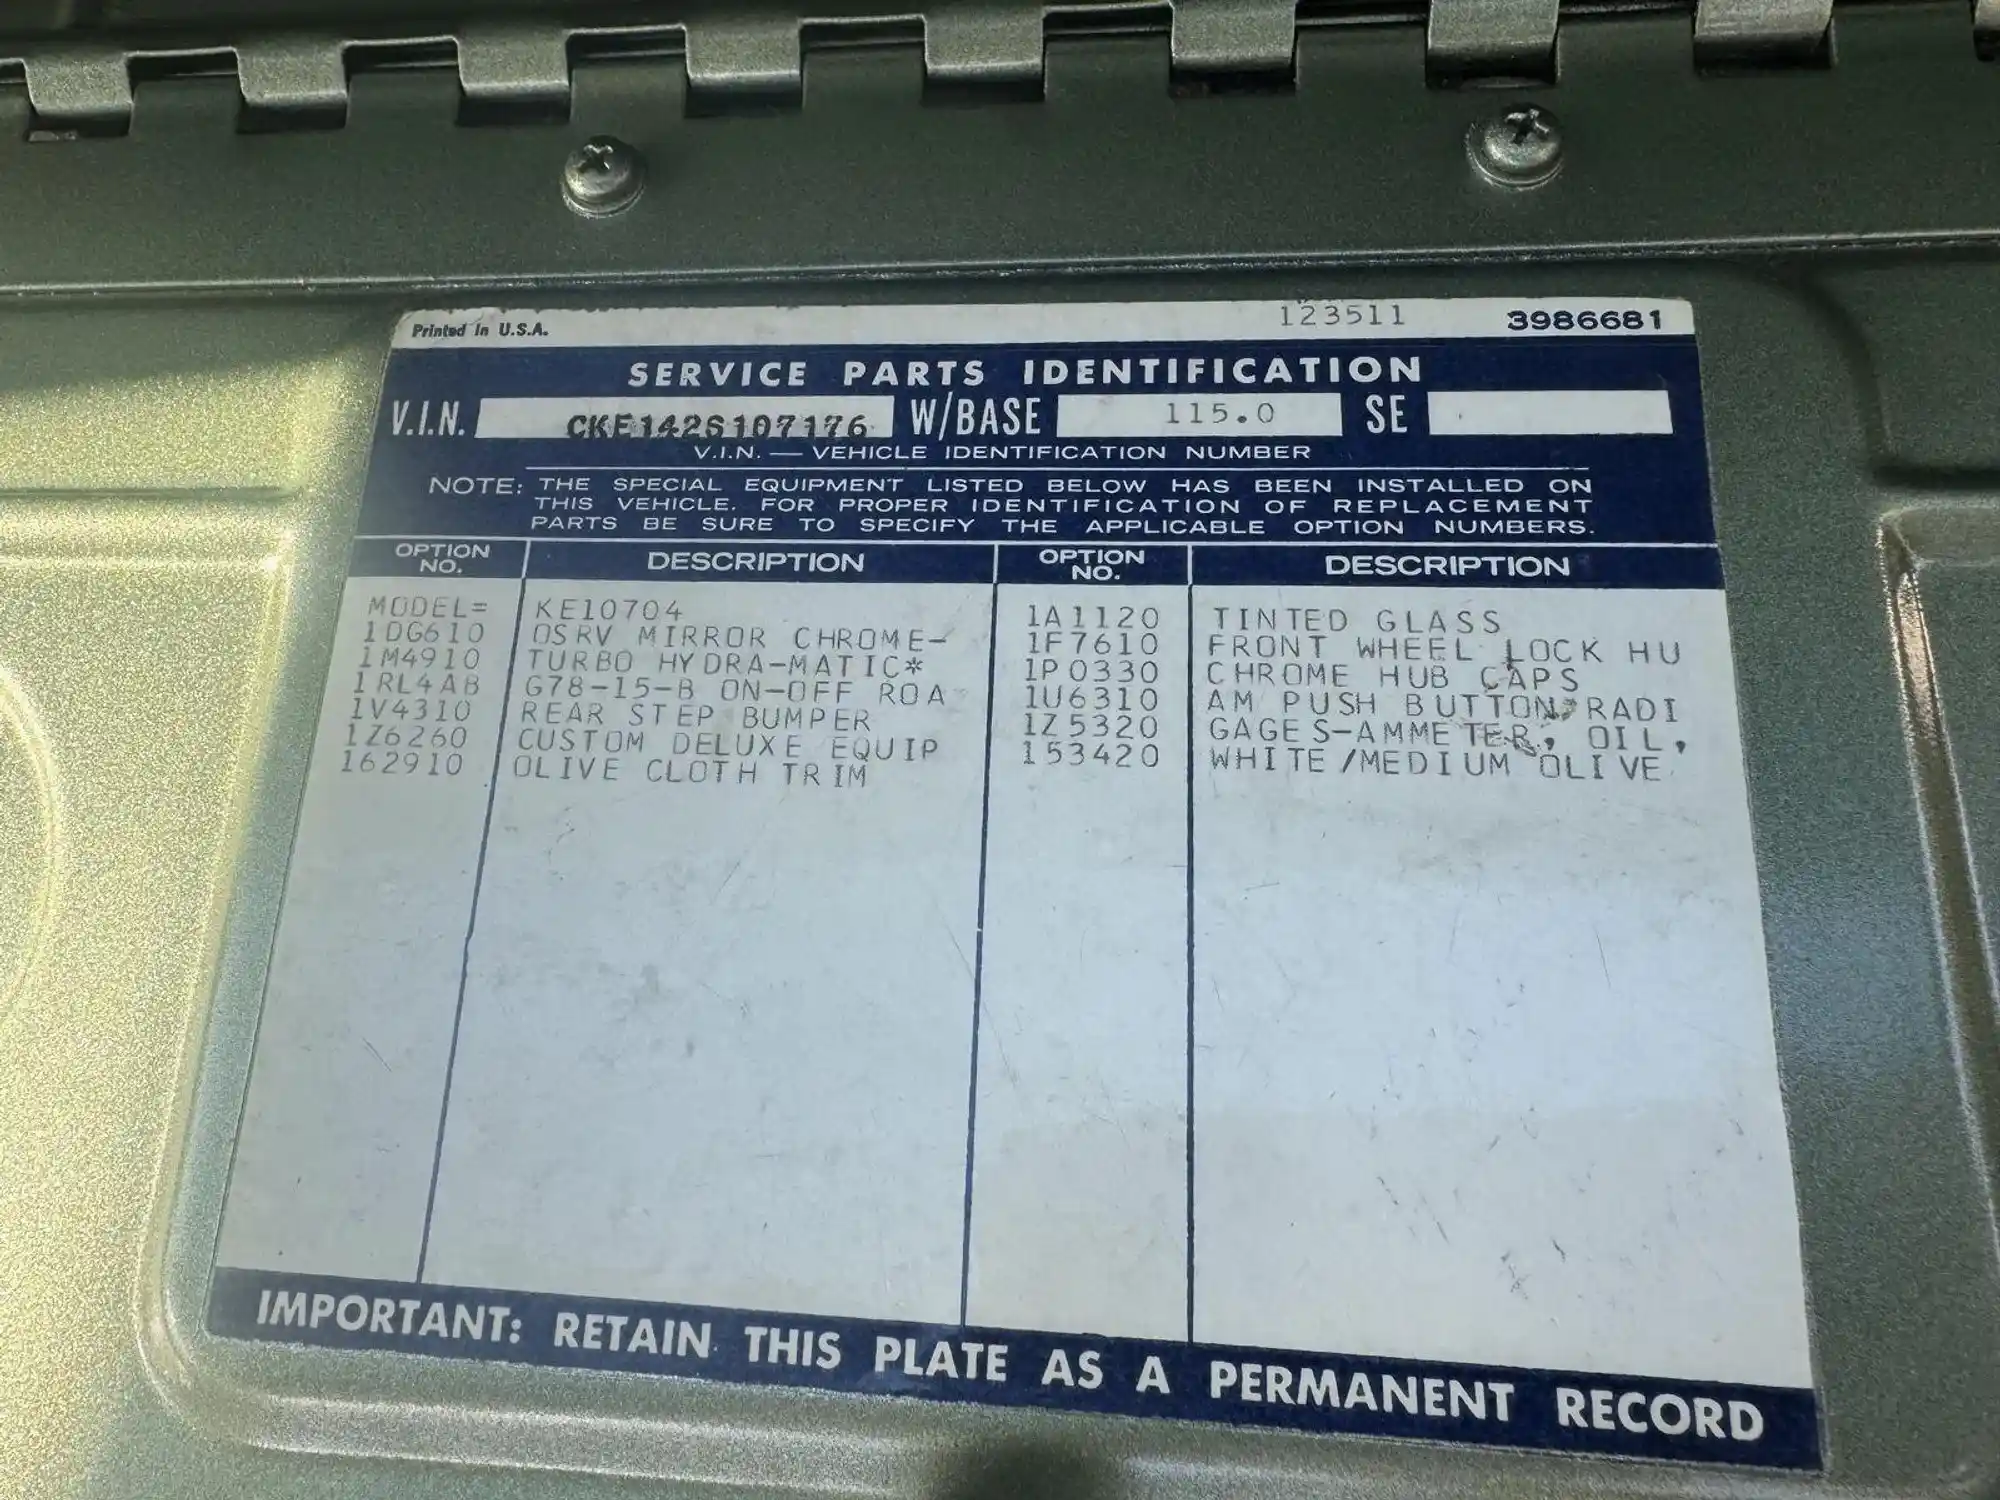 Printed in U.S.A. 123511 3986681
SERVICE PARTS IDENTIFICATION
V.I.N. CKE142S107176 W/BASE 115.0 SE
V.I.N. — VEHICLE IDENTIFICATION NUMBER
NOTE: THE SPECIAL EQUIPMENT LISTED BELOW HAS BEEN INSTALLED ON
THIS VEHICLE. FOR PROPER IDENTIFICATION OF REPLACEMENT
PARTS BE SURE TO SPECIFY THE APPLICABLE OPTION NUMBERS.
OPTION NO. DESCRIPTION OPTION NO. DESCRIPTION
MODEL= KE10704 1A1120 TINTED GLASS
1DG610 OSRV MIRROR CHROME- 1F7610 FRONT WHEEL LOCK HU
1M4910 TURBO HYDRA-MATIC* 1P0330 CHROME HUB CAPS
1RL4AB G78-15-B ON-OFF ROA 1U6310 AM PUSH BUTTON RADI
1V4310 REAR STEP BUMPER 1Z5320 GAGES-AMMETER, OIL,
1Z6260 CUSTOM DELUXE EQUIP 153420 WHITE/MEDIUM OLIVE
162910 OLIVE CLOTH TRIM
IMPORTANT: RETAIN THIS PLATE AS A PERMANENT RECORD